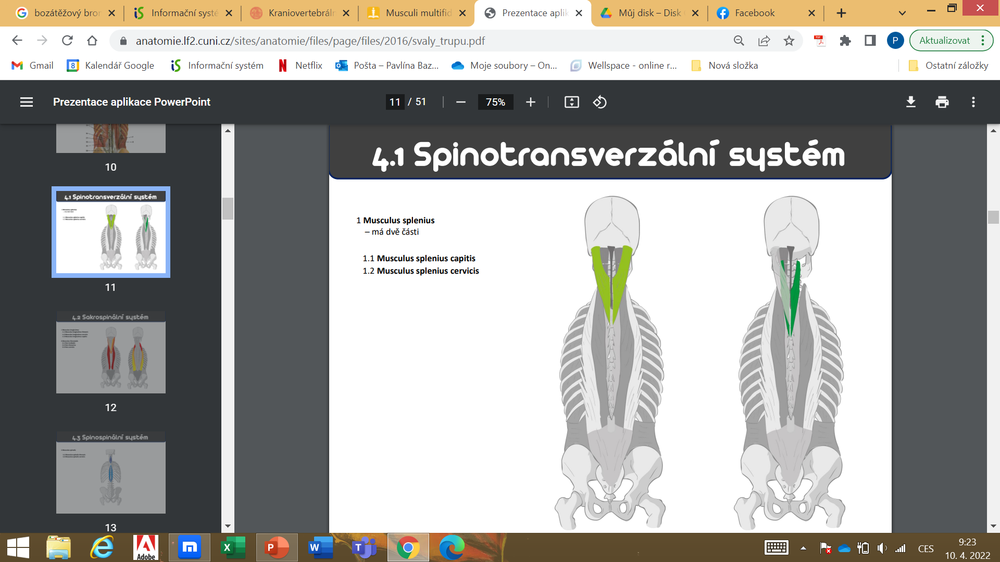 bozátěžový bror
Informační systé
Kraniovertebráln
Musculi multifid
Prezentace aplik
Můj disk – Disk
Facebook
anatomie.lf2.cuni.cz/sites/anatomie/files/page/files/2016/svaly_trupu.pdf
P
Aktualizovat
Gmail
Kalendář Google
Informační systém
Netflix
Pošta – Pavlína Baz...
Moje soubory – On...
Wellspace - online r...
Nová složka
Ostatní záložky
Prezentace aplikace PowerPoint
11 / 51
75%
10
4.1 Spinotransverzální systém
11
4.2 Sakrospinální systém
12
4.3 Spinospinální systém
13
4.1 Spinotransverzální systém
1 Musculus splenius
– má dvě části
1.1 Musculus splenius capitis
1.2 Musculus splenius cervicis
Adobe
CES
9:23
10. 4. 2022